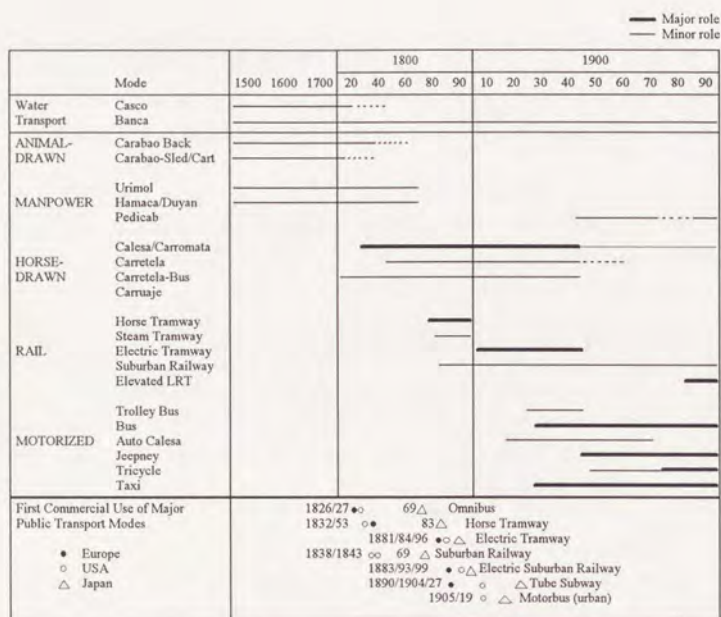 Major role
Minor role
1800 1900
Mode 1500 1600 1700 20 40 60 80 90 10 20 30 40 50 60 70 80 90
Water Casco
Transport Banca
ANIMAL- Carabao Back
DRAWN Carabao-Sled/Cart
Urimol
MANPOWER Hamaca/Duyan
Pedicab
Calesa/Carromata
HORSE- Carretela
DRAWN Carretela-Bus
Carruaje
Horse Tramway
Steam Tramway
RAIL Electric Tramway
Suburban Railway
Elevated LRT
Trolley Bus
Bus
MOTORIZED Auto Calesa
Jeepney
Tricycle
Taxi
First Commercial Use of Major 1826/27 69 Omnibus
Public Transport Modes 1832/53 83 Horse Tramway
1881/84/96 Electric Tramway
Europe 1838/1843 69 Suburban Railway
USA 1883/93/99 Electric Suburban Railway
Japan 1890/1904/27 Tube Subway
1905/19 Motorbus (urban)